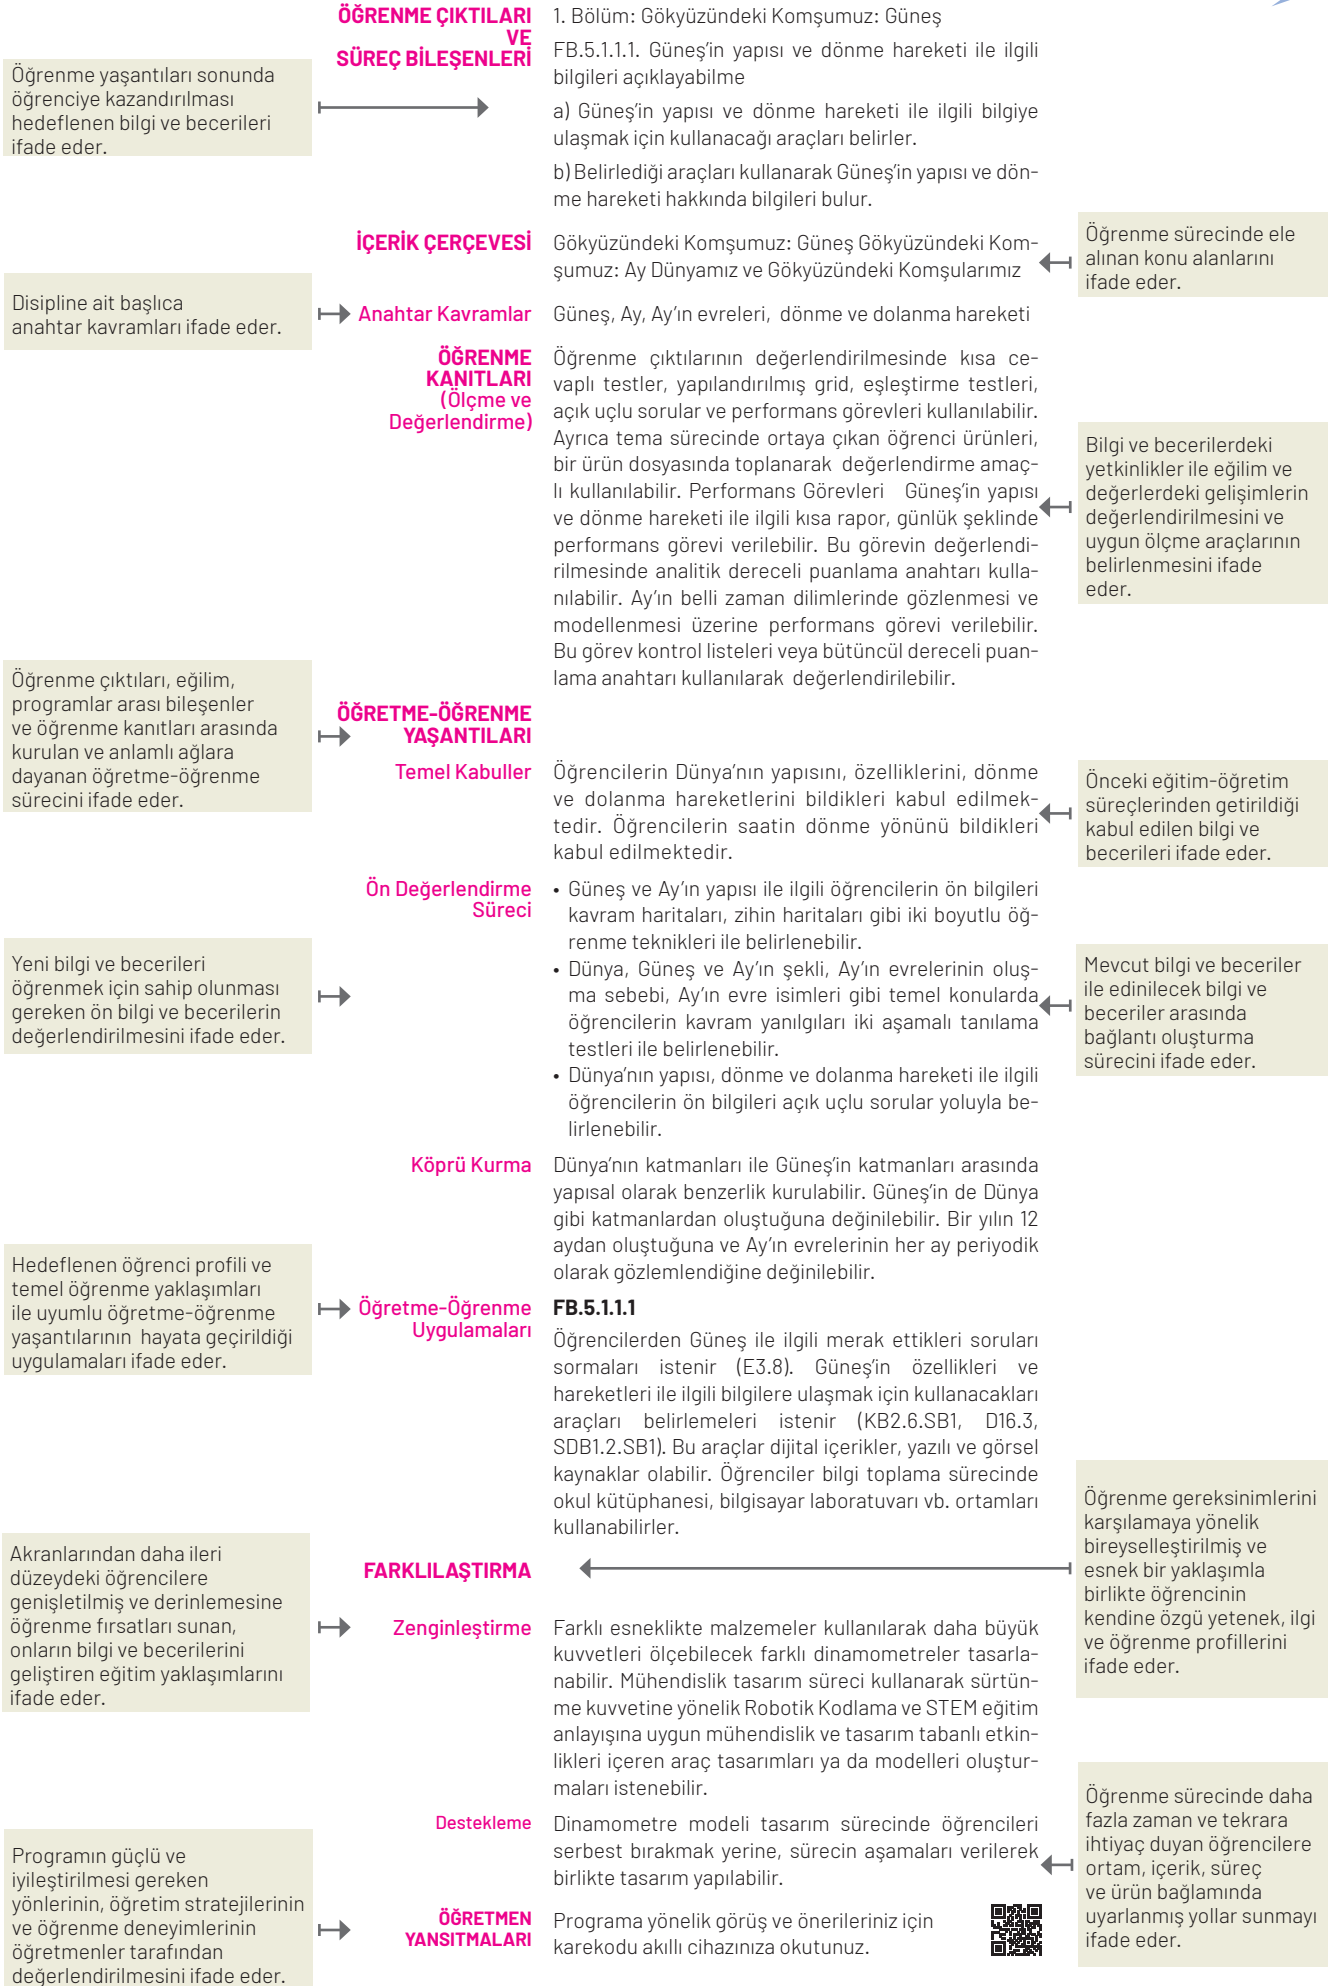 ÖĞRENME ÇIKTILARI
VE
SÜREÇ BİLEŞENLERİ
1. Bölüm: Gökyüzündeki Komşumuz: Güneş
FB.5.1.1.1. Güneş’in yapısı ve dönme hareketi ile ilgili
bilgileri açıklayabilme
a) Güneş’in yapısı ve dönme hareketi ile ilgili bilgiye
ulaşmak için kullanacağı araçları belirler.
b) Belirlediği araçları kullanarak Güneş’in yapısı ve dön-
me hareketi hakkında bilgileri bulur.
Öğrenme yaşantıları sonunda
öğrenciye kazandırılması
hedeflenen bilgi ve becerileri
ifade eder.
İÇERİK ÇERÇEVESİ
Gökyüzündeki Komşumuz: Güneş Gökyüzündeki Kom-
şumuz: Ay Dünyamız ve Gökyüzündeki Komşularımız
Öğrenme sürecinde ele
alınan konu alanlarını
ifade eder.
Disipline ait başlıca
anahtar kavramları ifade eder.
Anahtar Kavramlar
Güneş, Ay, Ay’ın evreleri, dönme ve dolanma hareketi
ÖĞRENME
KANITLARI
(Ölçme ve
Değerlendirme)
Öğrenme çıktılarının değerlendirilmesinde kısa ce-
vaplı testler, yapılandırılmış grid, eşleştirme testleri,
açık uçlu sorular ve performans görevleri kullanılabilir.
Ayrıca tema sürecinde ortaya çıkan öğrenci ürünleri,
bir ürün dosyasında toplanarak değerlendirme amaç-
lı kullanılabilir. Performans Görevleri Güneş’in yapısı
ve dönme hareketi ile ilgili kısa rapor, günlük şeklinde
performans görevi verilebilir. Bu görevin değerlendi-
rilmesinde analitik dereceli puanlama anahtarı kulla-
nılabilir. Ay’ın belli zaman dilimlerinde gözlenmesi ve
modellenmesi üzerine performans görevi verilebilir.
Bu görev kontrol listeleri veya bütüncül dereceli puan-
lama anahtarı kullanılarak değerlendirilebilir.
Bilgi ve becerilerdeki
yetkinlikler ile eğilim ve
değerlerdeki gelişimlerin
değerlendirilmesini ve
uygun ölçme araçlarının
belirlenmesini ifade
eder.
Öğrenme çıktıları, eğilim,
programlar arası bileşenler
ve öğrenme kanıtları arasında
kurulan ve anlamlı ağlara
dayanan öğretme-öğrenme
sürecini ifade eder.
ÖĞRETME-ÖĞRENME
YAŞANTILARI
Temel Kabuller
Öğrencilerin Dünya’nın yapısını, özelliklerini, dönme
ve dolanma hareketlerini bildikleri kabul edilmek-
tedir. Öğrencilerin saatin dönme yönünü bildikleri
kabul edilmektedir.
Önceki eğitim-öğretim
süreçlerinden getirildiği
kabul edilen bilgi ve
becerileri ifade eder.
Ön Değerlendirme
Süreci
• Güneş ve Ay’ın yapısı ile ilgili öğrencilerin ön bilgileri
kavram haritaları, zihin haritaları gibi iki boyutlu öğ-
renme teknikleri ile belirlenebilir.
• Dünya, Güneş ve Ay’ın şekli, Ay’ın evrelerinin oluş-
ma sebebi, Ay’ın evre isimleri gibi temel konularda
öğrencilerin kavram yanılgıları iki aşamalı tanılama
testleri ile belirlenebilir.
• Dünya’nın yapısı, dönme ve dolanma hareketi ile ilgili
öğrencilerin ön bilgileri açık uçlu sorular yoluyla be-
lirlenebilir.
Yeni bilgi ve becerileri
öğrenmek için sahip olunması
gereken ön bilgi ve becerilerin
değerlendirilmesini ifade eder.
Mevcut bilgi ve beceriler
ile edinilecek bilgi ve
beceriler arasında
bağlantı oluşturma
sürecini ifade eder.
Köprü Kurma
Dünya’nın katmanları ile Güneş’in katmanları arasında
yapısal olarak benzerlik kurulabilir. Güneş’in de Dünya
gibi katmanlardan oluştuğuna değinilebilir. Bir yılın 12
aydan oluştuğuna ve Ay’ın evrelerinin her ay periyodik
olarak gözlemlendiğine değinilebilir.
Hedeflenen öğrenci profili ve
temel öğrenme yaklaşımları
ile uyumlu öğretme-öğrenme
yaşantılarının hayata geçirildiği
uygulamaları ifade eder.
Öğretme-Öğrenme
Uygulamaları
FB.5.1.1.1
Öğrencilerden Güneş ile ilgili merak ettikleri soruları
sormaları istenir (E3.8). Güneş’in özellikleri ve
hareketleri ile ilgili bilgilere ulaşmak için kullanacakları
araçları belirlemeleri istenir (KB2.6.SB1, D16.3,
SDB1.2.SB1). Bu araçlar dijital içerikler, yazılı ve görsel
kaynaklar olabilir. Öğrenciler bilgi toplama sürecinde
okul kütüphanesi, bilgisayar laboratuvarı vb. ortamları
kullanabilirler.
Öğrenme gereksinimlerini
karşılamaya yönelik
bireyselleştirilmiş ve
esnek bir yaklaşımla
birlikte öğrencinin
kendine özgü yetenek, ilgi
ve öğrenme profillerini
ifade eder.
FARKLILAŞTIRMA
Akranlarından daha ileri
düzeydeki öğrencilere
genişletilmiş ve derinlemesine
öğrenme fırsatları sunan,
onların bilgi ve becerilerini
geliştiren eğitim yaklaşımlarını
ifade eder.
Zenginleştirme
Farklı esneklikte malzemeler kullanılarak daha büyük
kuvvetleri ölçebilecek farklı dinamometreler tasarla-
nabilir. Mühendislik tasarım süreci kullanarak sürtün-
me kuvvetine yönelik Robotik Kodlama ve STEM eğitim
anlayışına uygun mühendislik ve tasarım tabanlı etkin-
likleri içeren araç tasarımları ya da modelleri oluştur-
maları istenebilir.
Destekleme
Dinamometre modeli tasarım sürecinde öğrencileri
serbest bırakmak yerine, sürecin aşamaları verilerek
birlikte tasarım yapılabilir.
Öğrenme sürecinde daha
fazla zaman ve tekrara
ihtiyaç duyan öğrencilere
ortam, içerik, süreç
ve ürün bağlamında
uyarlanmış yollar sunmayı
ifade eder.
Programın güçlü ve
iyileştirilmesi gereken
yönlerinin, öğretim stratejilerinin
ve öğrenme deneyimlerinin
öğretmenler tarafından
değerlendirilmesini ifade eder.
ÖĞRETMEN
YANSITMALARI
Programa yönelik görüş ve önerileriniz için
karekodu akıllı cihazınıza okutunuz.